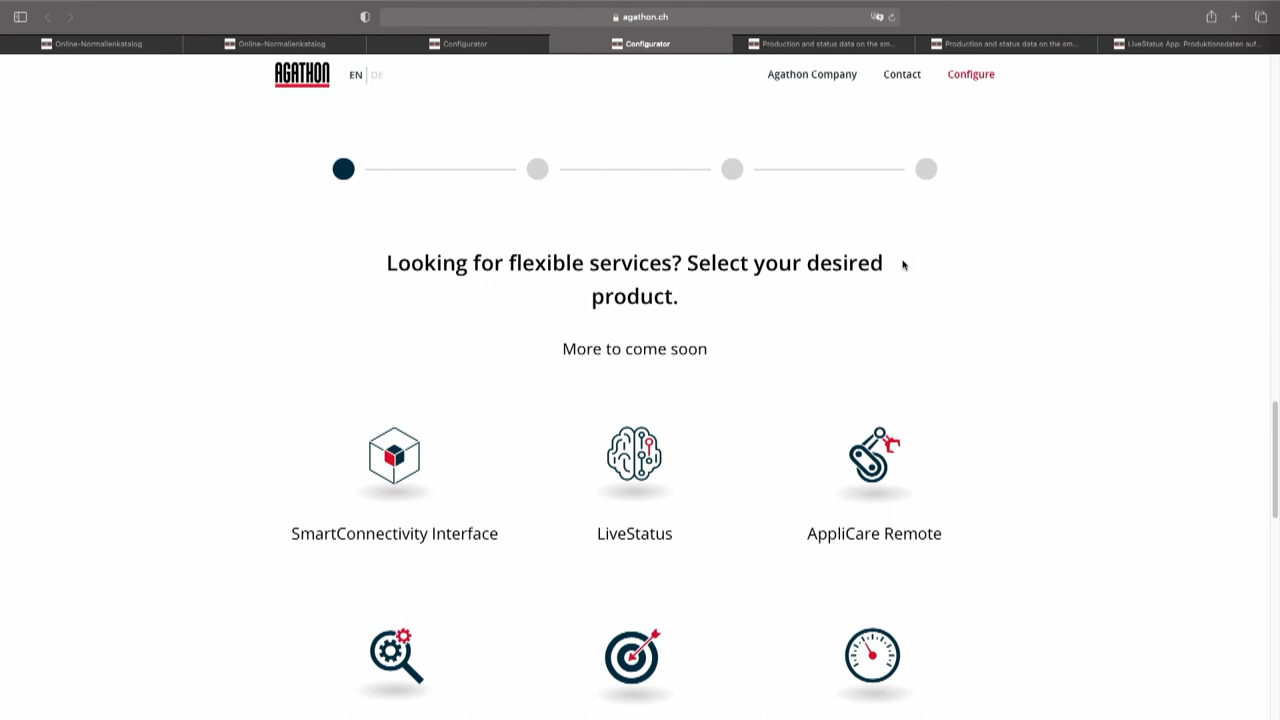 agathon.ch
Online-Normalienkatalog
Online-Normalienkatalog
Configurator
Configurator
Production and status data on the sm...
Production and status data on the sm...
LiveStatus App: Produktionsdaten auf...
AGATHON
EN DE
Agathon Company
Contact
Configure
Looking for flexible services? Select your desired
product.
More to come soon
SmartConnectivity Interface
LiveStatus
AppliCare Remote